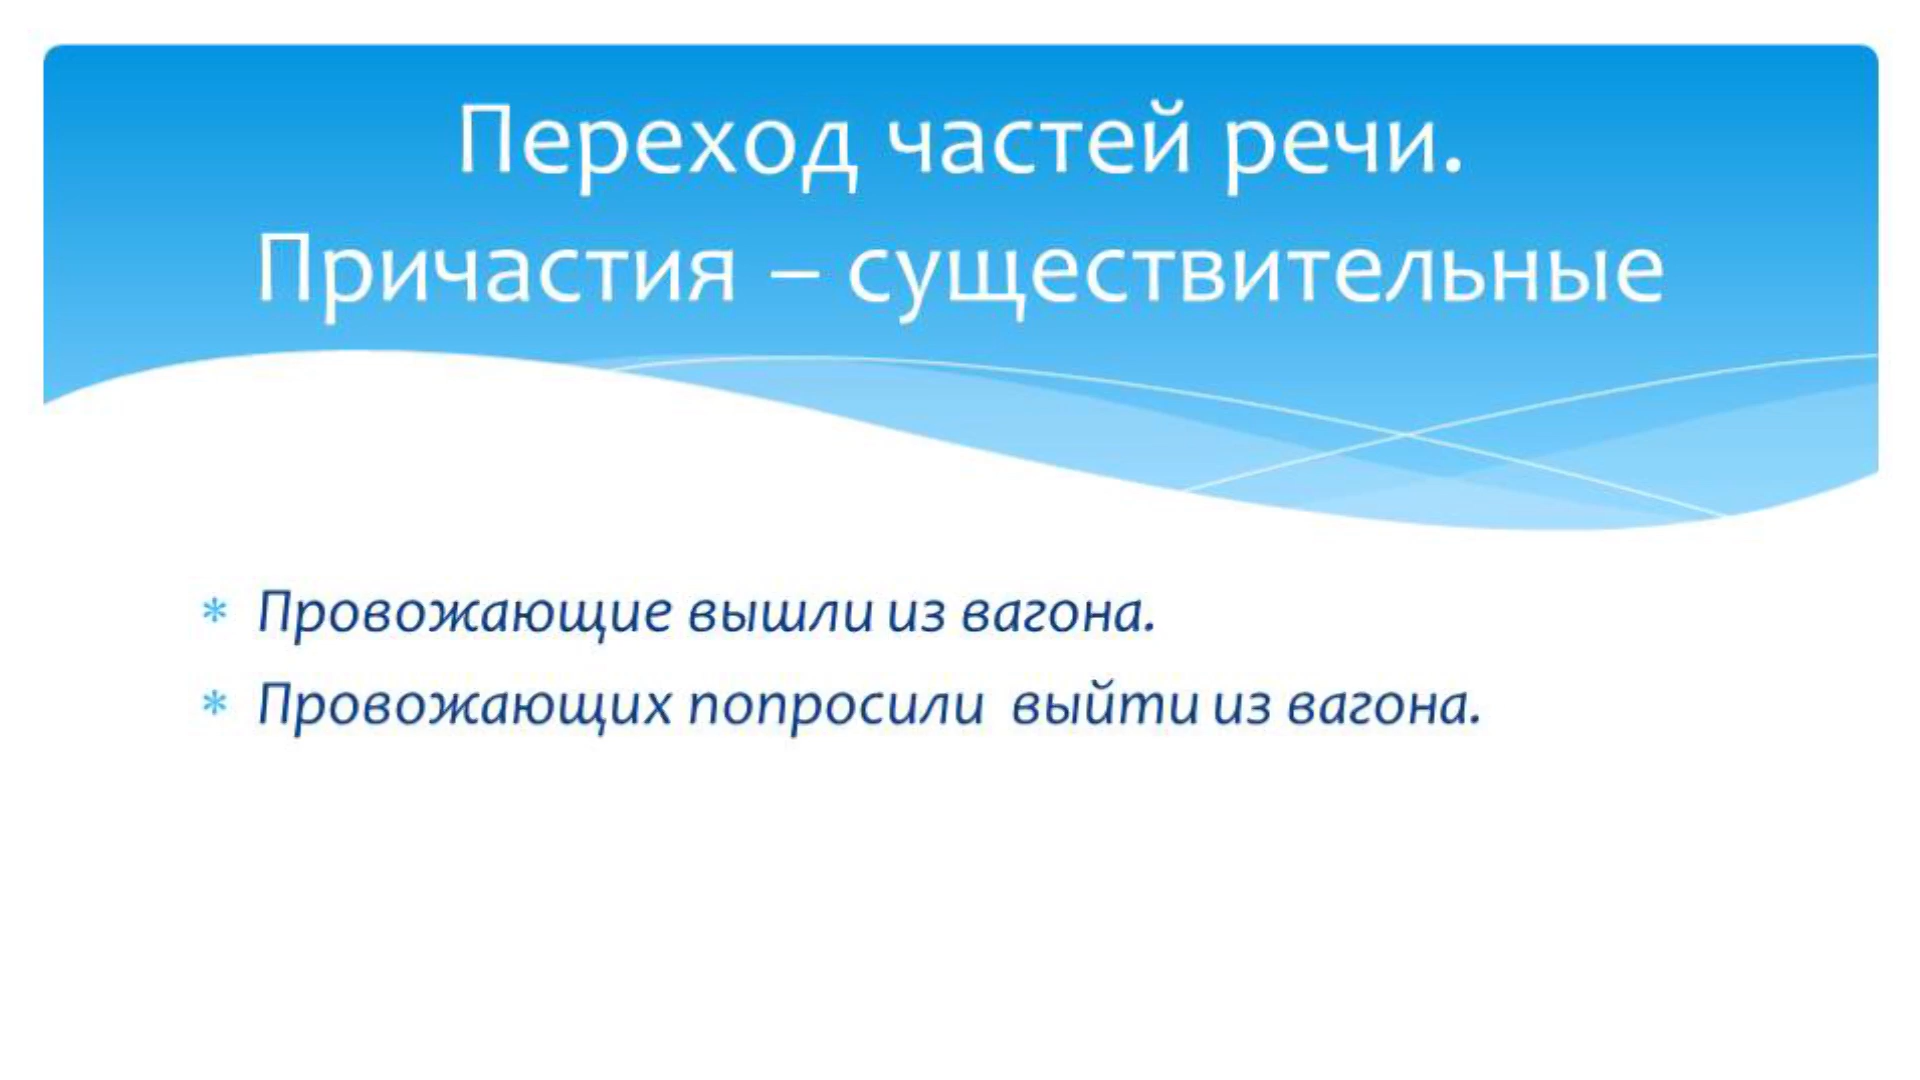 Переход частей речи.
Причастия – существительные
* Провожающие вышли из вагона.
* Провожающих попросили выйти из вагона.